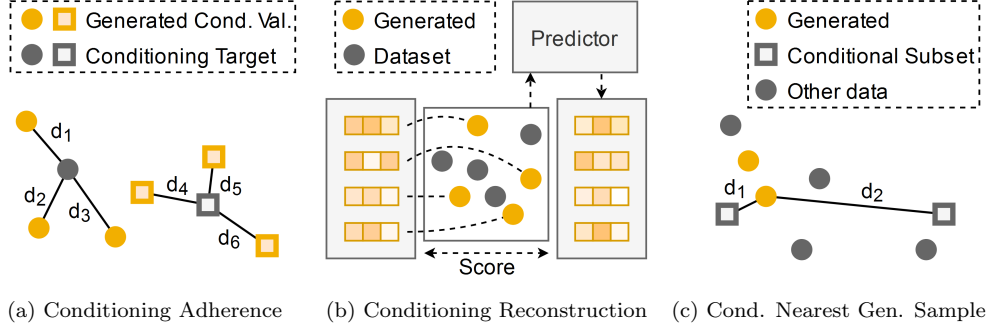 Generated Cond. Val.
Conditioning Target
d1
d2
d3
d4
d5
d6
(a) Conditioning Adherence
Generated
Dataset
Predictor
Score
(b) Conditioning Reconstruction
Generated
Conditional Subset
Other data
d1
d2
(c) Cond. Nearest Gen. Sample